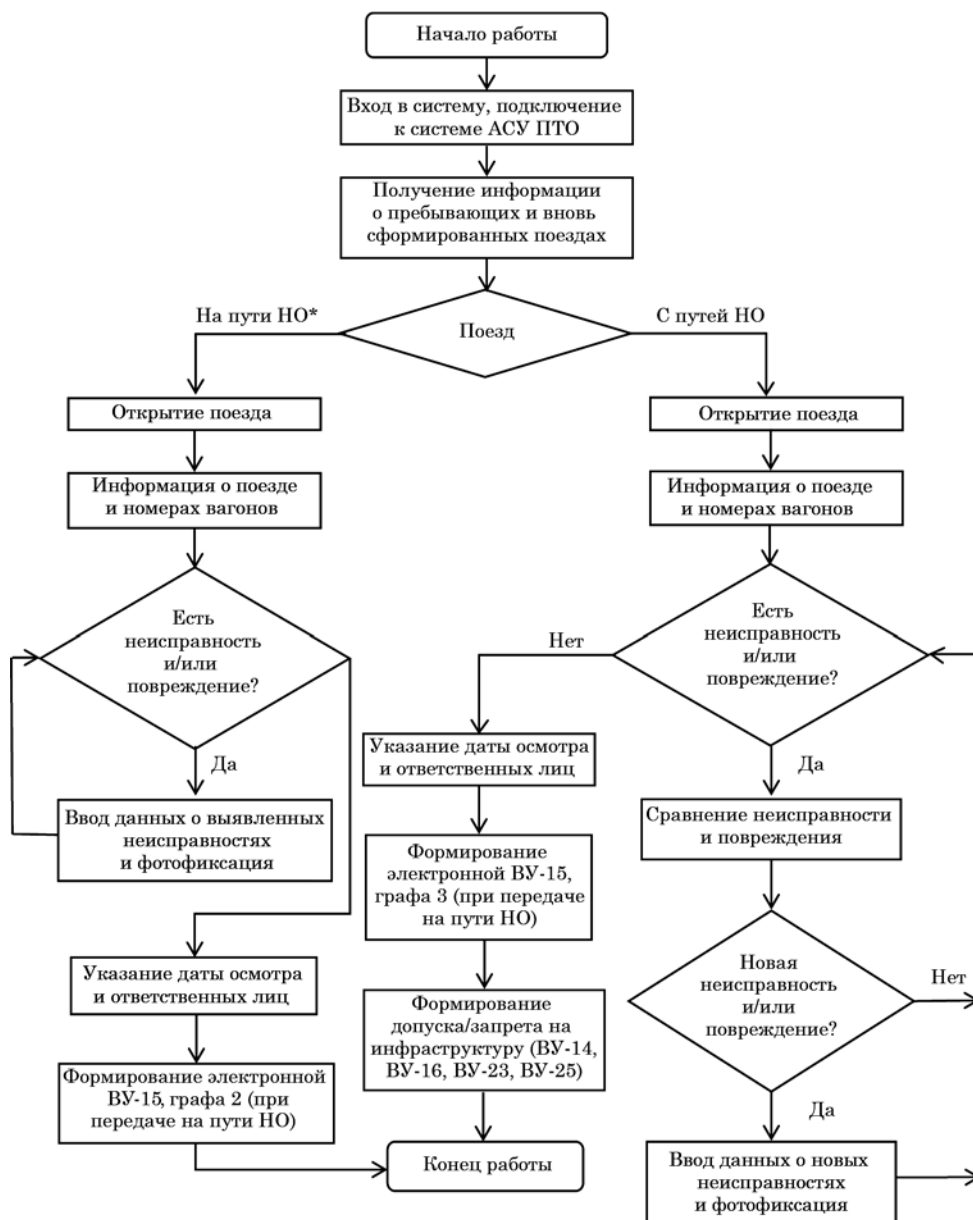 Начало работы
Вход в систему, подключение
к системе АСУ ПТО
Получение информации
о пребывающих и вновь
сформированных поездах
Поезд
На пути НО*
С путей НО
Открытие поезда
Информация о поезде
и номерах вагонов
Есть
неисправность
и/или
повреждение?
Да
Ввод данных о выявленных
неисправностях
и фотофиксация
Указание даты осмотра
и ответственных лиц
Формирование электронной
ВУ-15, графа 2 (при
передаче на пути НО)
Открытие поезда
Информация о поезде
и номерах вагонов
Есть
неисправность
и/или
повреждение?
Нет
Указание даты осмотра
и ответственных лиц
Формирование
электронной ВУ-15,
графа 3 (при передаче
на пути НО)
Формирование
допуска/запрета на
инфраструктуру (ВУ-14,
ВУ-16, ВУ-23, ВУ-25)
Конец работы
Да
Сравнение неисправности
и повреждения
Новая
неисправность
и/или
повреждение?
Нет
Да
Ввод данных о новых
неисправностях
и фотофиксация